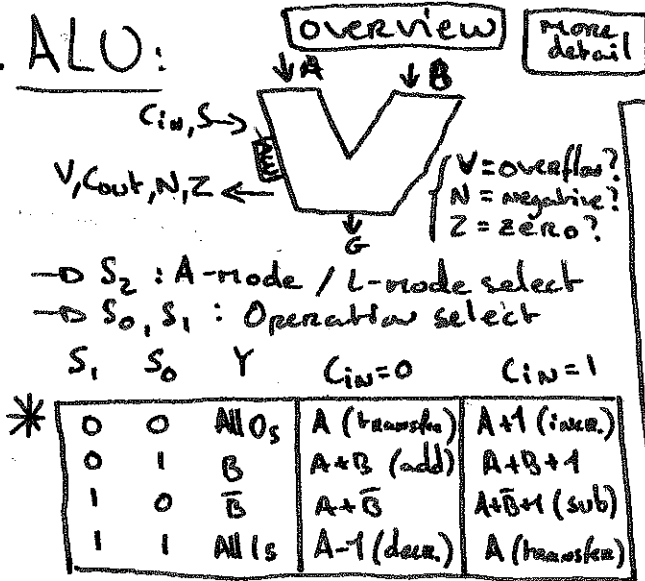 . ALU:
overview
More
detail
A
B
Cin, S
ALU
V, Cout, N, Z
G
V = overflow?
N = negative?
Z = zero?
S2 : A-mode / L-mode select
S0, S1 : Operation select
S1 S0 Y Cin=0 Cin=1
* 0 0 All 0s A (transfer) A+1 (incr.)
0 1 B A+B (add) A+B+1
1 0 B̅ A+B̅ A+B̅+1 (sub)
1 1 All 1s A-1 (decr.) A (transfer)